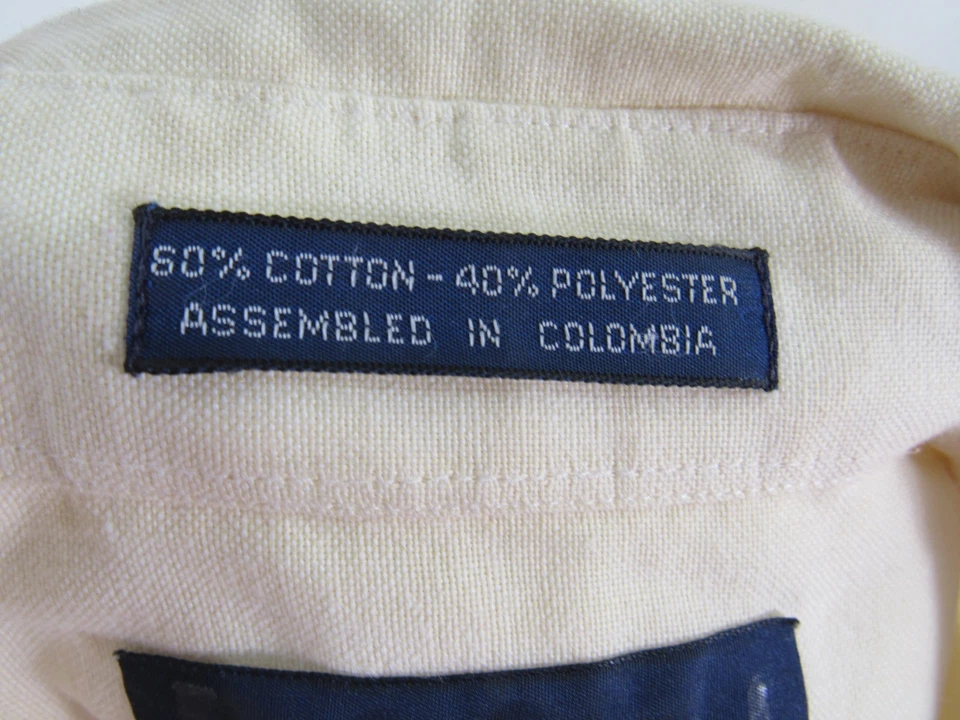 60% COTTON - 40% POLYESTER
ASSEMBLED IN COLOMBIA